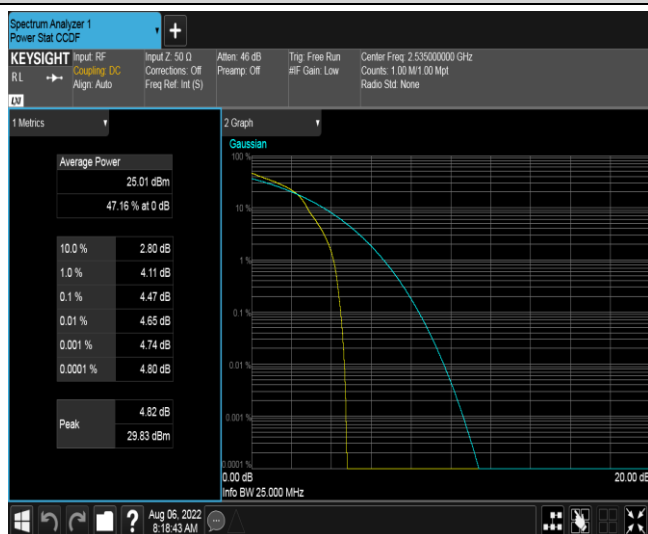 Spectrum Analyzer 1
Power Stat CCDF
+
KEYSIGHT
RL
LXI
Input: RF
Coupling: DC
Align: Auto
Input Z: 50 Ω
Corrections: Off
Freq Ref: Int (S)
Atten: 46 dB
Preamp: Off
Trig: Free Run
#IF Gain: Low
Center Freq: 2.535000000 GHz
Counts: 1.00 M/1.00 Mpt
Radio Std: None
1 Metrics
Average Power
25.01 dBm
47.16 % at 0 dB
10.0 % 2.80 dB
1.0 % 4.11 dB
0.1 % 4.47 dB
0.01 % 4.65 dB
0.001 % 4.74 dB
0.0001 % 4.80 dB
Peak
4.82 dB
29.83 dBm
2 Graph
Gaussian
100 %
10 %
1 %
0.1 %
0.01 %
0.001 %
0.0001 %
0.00 dB 20.00 dB
Info BW 25.000 MHz
?
Aug 06, 2022
8:18:43 AM